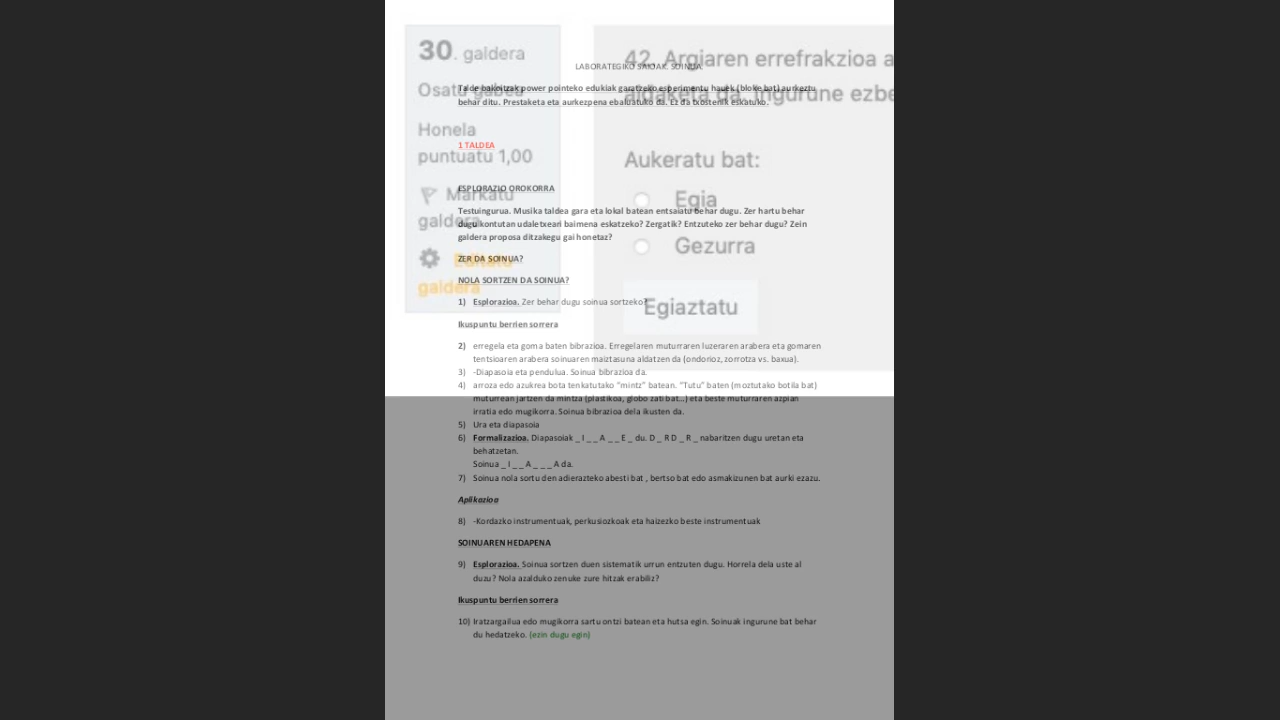 30. galdera
Osatu gabea
Honela
puntuatu 1,00
Markatu
galdera
Editatu
galdera
42. Argiaren errefrakzioa a
aldaketa da, ingurune ezbe
Aukeratu bat:
Egia
Gezurra
Egiaztatu
LABORATEGIKO SAIOAK. SOINUA
Talde bakoitzak power pointeko edukiak garatzeko esperimentu hauek (bloke bat) aurkeztu
behar ditu. Prestaketa eta aurkezpena ebaluatuko da. Ez da txostenik eskatuko.
1 TALDEA
ESPLORAZIO OROKORRA
Testuingurua. Musika taldea gara eta lokal batean entsaiatu behar dugu. Zer hartu behar
dugu kontutan udaletxeari baimena eskatzeko? Zergatik? Entzuteko zer behar dugu? Zein
galdera proposa ditzakegu gai honetaz?
ZER DA SOINUA?
NOLA SORTZEN DA SOINUA?
1) Esplorazioa. Zer behar dugu soinua sortzeko?
Ikuspuntu berrien sorrera
2) erregela eta goma baten bibrazioa. Erregelaren muturraren luzeraren arabera eta gomaren
tentsioaren arabera soinuaren maiztasuna aldatzen da (ondorioz, zorrotza vs. baxua).
3) -Diapasoia eta pendulua. Soinua bibrazioa da.
4) arroza edo azukrea bota tenkatutako "mintz" batean. "Tutu" baten (moztutako botila bat)
muturrean jartzen da mintza (plastikoa, globo zati bat...) eta beste muturraren azpian
irratia edo mugikorra. Soinua bibrazioa dela ikusten da.
5) Ura eta diapasoia
6) Formalizazioa. Diapasoiak _ I _ _ A _ _ E _ du. D _ R D _ R _ nabaritzen dugu uretan eta
behatzetan.
Soinua _ I _ _ A _ _ _ A da.
7) Soinua nola sortu den adierazteko abesti bat , bertso bat edo asmakizunen bat aurki ezazu.
Aplikazioa
8) -Kordazko instrumentuak, perkusiozkoak eta haizezko beste instrumentuak
SOINUAREN HEDAPENA
9) Esplorazioa. Soinua sortzen duen sistematik urrun entzuten dugu. Horrela dela uste al
duzu? Nola azalduko zenuke zure hitzak erabiliz?
Ikuspuntu berrien sorrera
10) Iratzargailua edo mugikorra sartu ontzi batean eta hutsa egin. Soinuak ingurune bat behar
du hedatzeko. (ezin dugu egin)